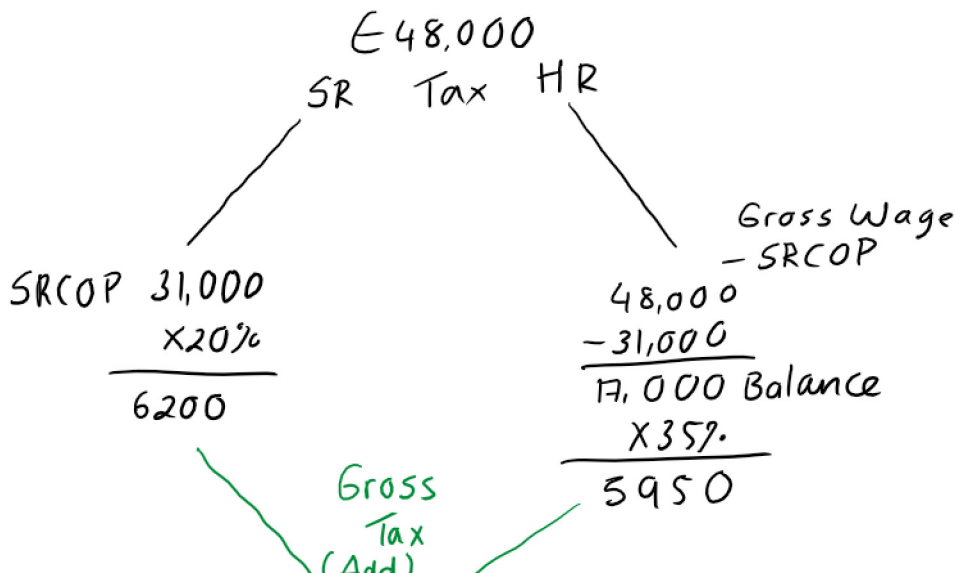 €48,000
SR Tax HR
Gross Wage
- SRCOP
SRCOP 31,000
X20%
6200
48,000
-31,000
17,000 Balance
X35%
5950
Gross
Tax
(Add)